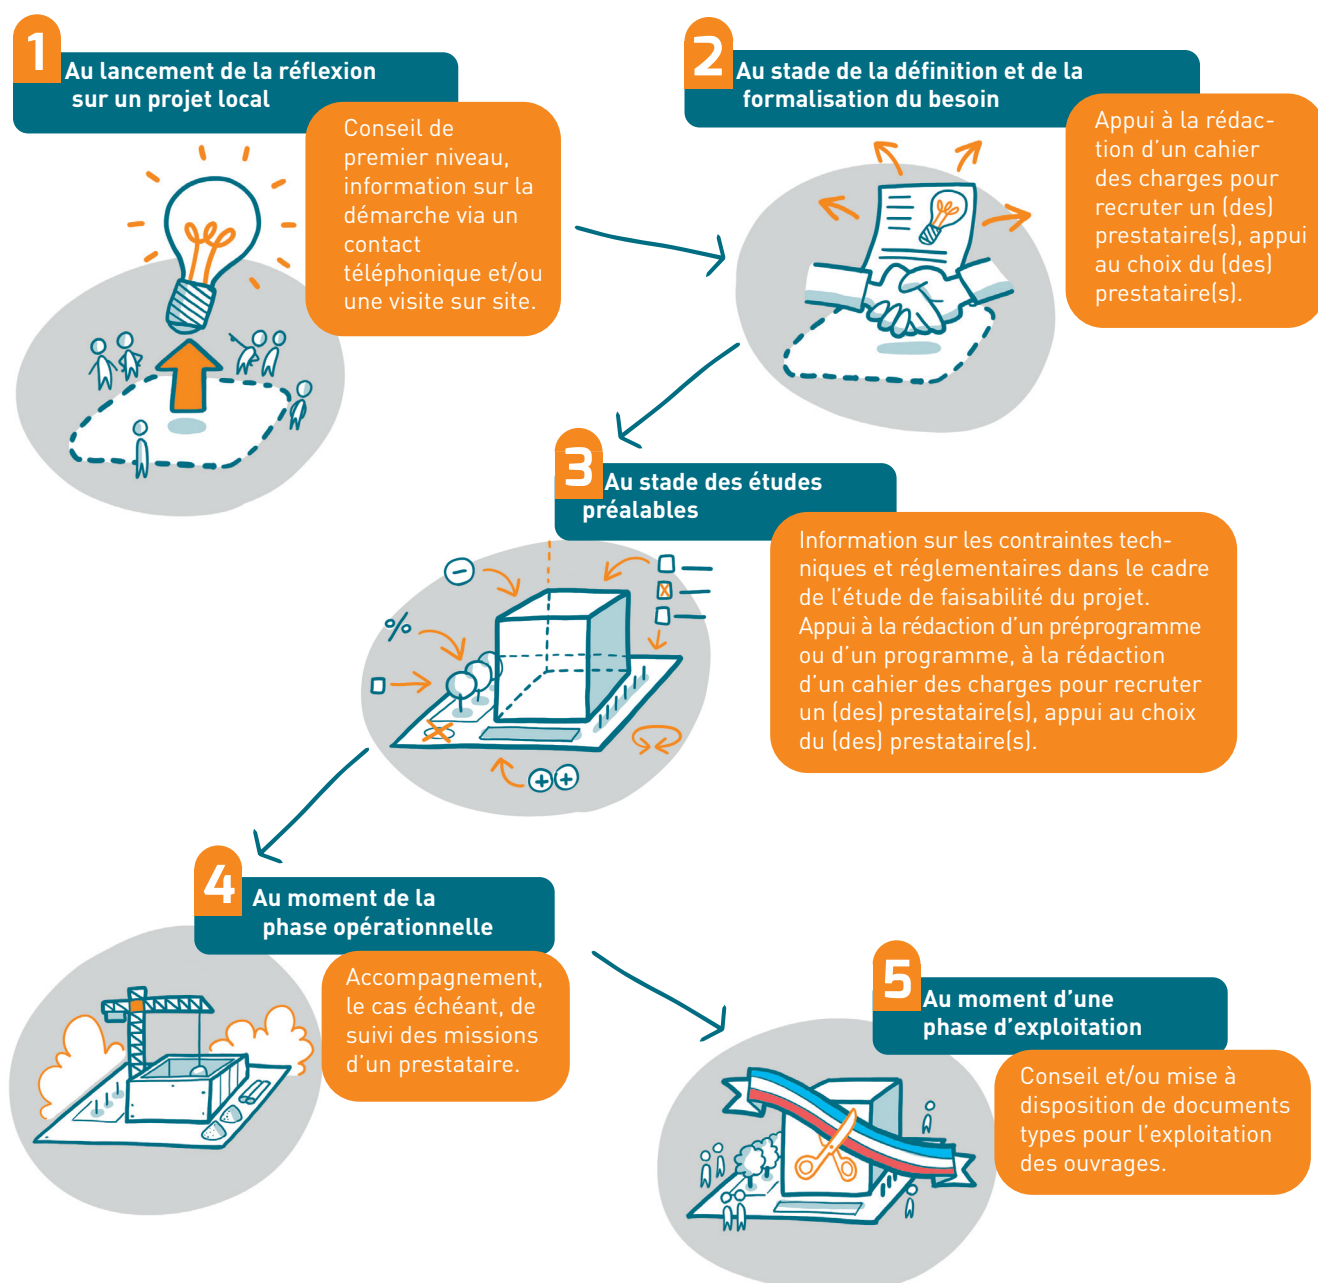 1
Au lancement de la réflexion
sur un projet local
Conseil de
premier niveau,
information sur la
démarche via un
contact
téléphonique et/ou
une visite sur site.
2
Au stade de la définition et de la
formalisation du besoin
Appui à la rédac-
tion d'un cahier
des charges pour
recruter un (des)
prestataire(s), appui
au choix du (des)
prestataire(s).
3
Au stade des études
préalables
Information sur les contraintes tech-
niques et réglementaires dans le cadre
de l'étude de faisabilité du projet.
Appui à la rédaction d'un préprogramme
ou d'un programme, à la rédaction
d'un cahier des charges pour recruter
un (des) prestataire(s), appui au choix
du (des) prestataire(s).
%
4
Au moment de la
phase opérationnelle
Accompagnement,
le cas échéant, de
suivi des missions
d'un prestataire.
5
Au moment d'une
phase d'exploitation
Conseil et/ou mise à
disposition de documents
types pour l'exploitation
des ouvrages.